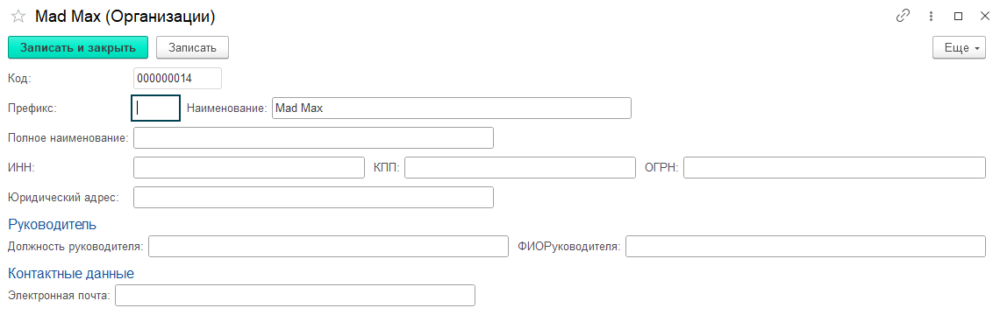 Mad Max (Организации)
Записать и закрыть Записать Еще
Код: 000000014
Префикс: Наименование: Mad Max
Полное наименование:
ИНН: КПП: ОГРН:
Юридический адрес:
Руководитель
Должность руководителя: ФИОРуководителя:
Контактные данные
Электронная почта: